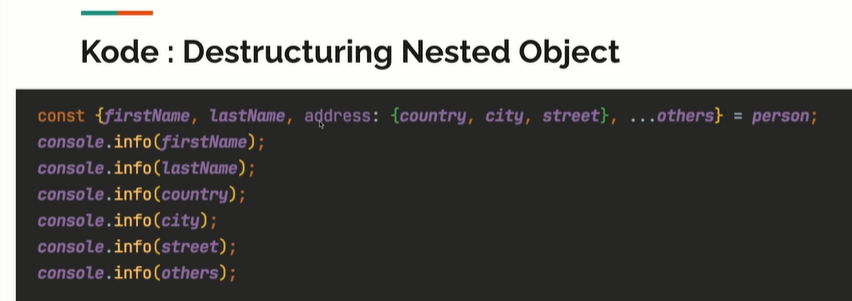 Kode : Destructuring Nested Object
const {firstName, lastName, address: {country, city, street}, ...others} = person;
console.info(firstName);
console.info(lastName);
console.info(country);
console.info(city);
console.info(street);
console.info(others);